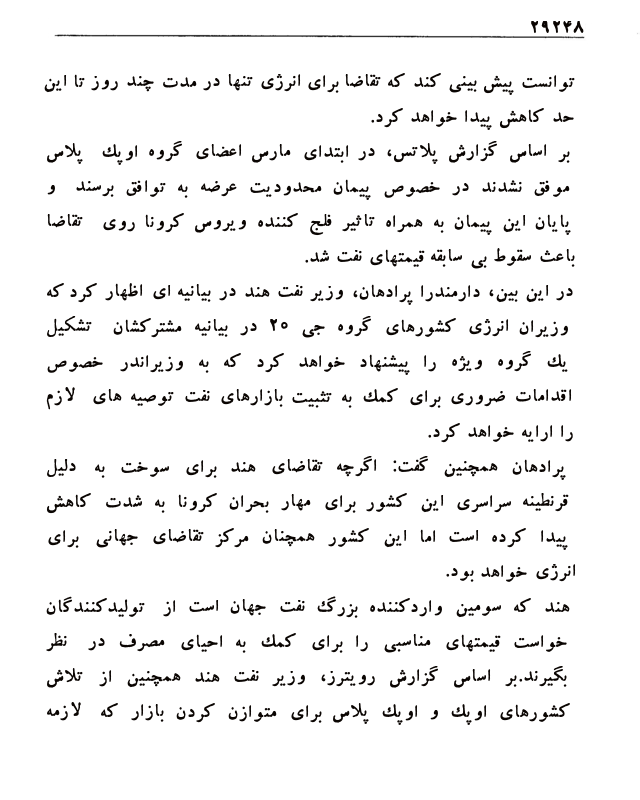 ۲۹۲۴۸
توانست پیش بینی کند که تقاضا برای انرژی تنها در مدت چند روز تا این
حد کاهش پیدا خواهد کرد.
بر اساس گزارش پلاتس، در ابتدای مارس اعضای گروه اوپك پلاس
موفق نشدند در خصوص پیمان محدودیت عرضه به توافق برسند و
پایان این پیمان به همراه تاثیر فلج کننده ویروس کرونا روی تقاضا
باعث سقوط بی سابقه قیمتهای نفت شد.
در این بین، دارمندرا پرادهان، وزیر نفت هند در بیانیه ای اظهار کرد که
وزیران انرژی کشورهای گروه جی ۲۰ در بیانیه مشترکشان تشکیل
یك گروه ویژه را پیشنهاد خواهد کرد که به وزیراندر خصوص
اقدامات ضروری برای کمك به تثبیت بازارهای نفت توصیه های لازم
را ارایه خواهد کرد.
پرادهان همچنین گفت: اگرچه تقاضای هند برای سوخت به دلیل
قرنطینه سراسری این کشور برای مهار بحران کرونا به شدت کاهش
پیدا کرده است اما این کشور همچنان مرکز تقاضای جهانی برای
انرژی خواهد بود.
هند که سومین واردکننده بزرگ نفت جهان است از تولیدکنندگان
خواست قیمتهای مناسبی را برای کمك به احیای مصرف در نظر
بگیرند.بر اساس گزارش رویترز، وزیر نفت هند همچنین از تلاش
کشورهای اوپك و اوپك پلاس برای متوازن کردن بازار که لازمه